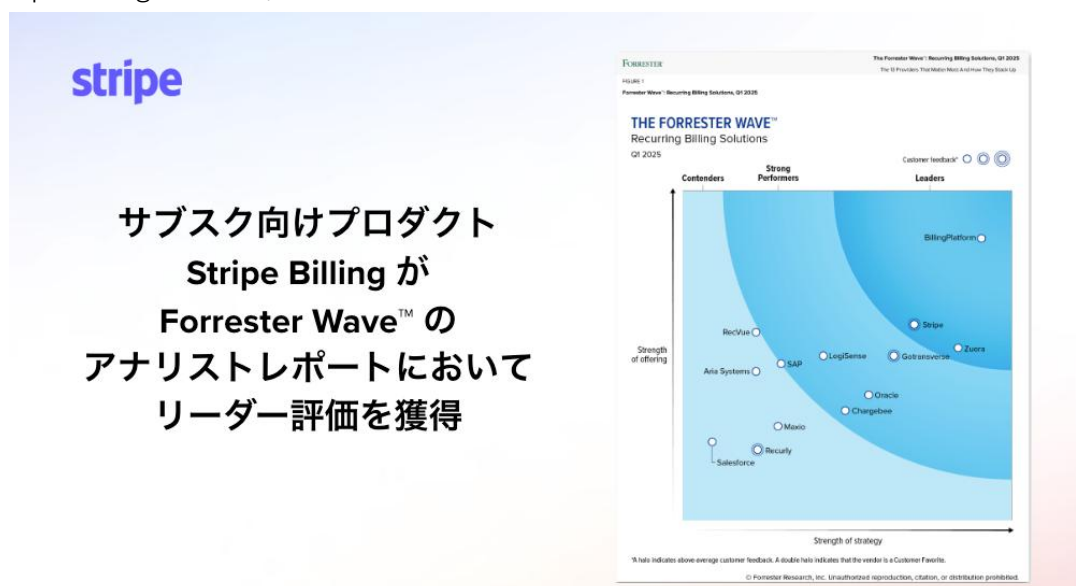 stripe
サブスク向けプロダクト
Stripe Billing が
Forrester Wave™ の
アナリストレポートにおいて
リーダー評価を獲得
FORRESTER
The Forrester Wave™: Recurring Billing Solutions, Q1 2025
The 13 Providers That Matter Most And How They Stack Up
FIGURE 1
Forrester Wave™: Recurring Billing Solutions, Q1 2025
THE FORRESTER WAVE™
Recurring Billing Solutions
Q1 2025
Customer feedback*
Contenders
Strong
Performers
Leaders
BillingPlatform
Stripe
RecVue
Zuora
LogiSense
Gotransverse
SAP
Aria Systems
Oracle
Chargebee
Maxio
Recurly
Salesforce
Strength
of offering
Strength of strategy
*A halo indicates above-average customer feedback. A double halo indicates that the vendor is a Customer Favorite.
© Forrester Research, Inc. Unauthorized reproduction, citation, or distribution prohibited.